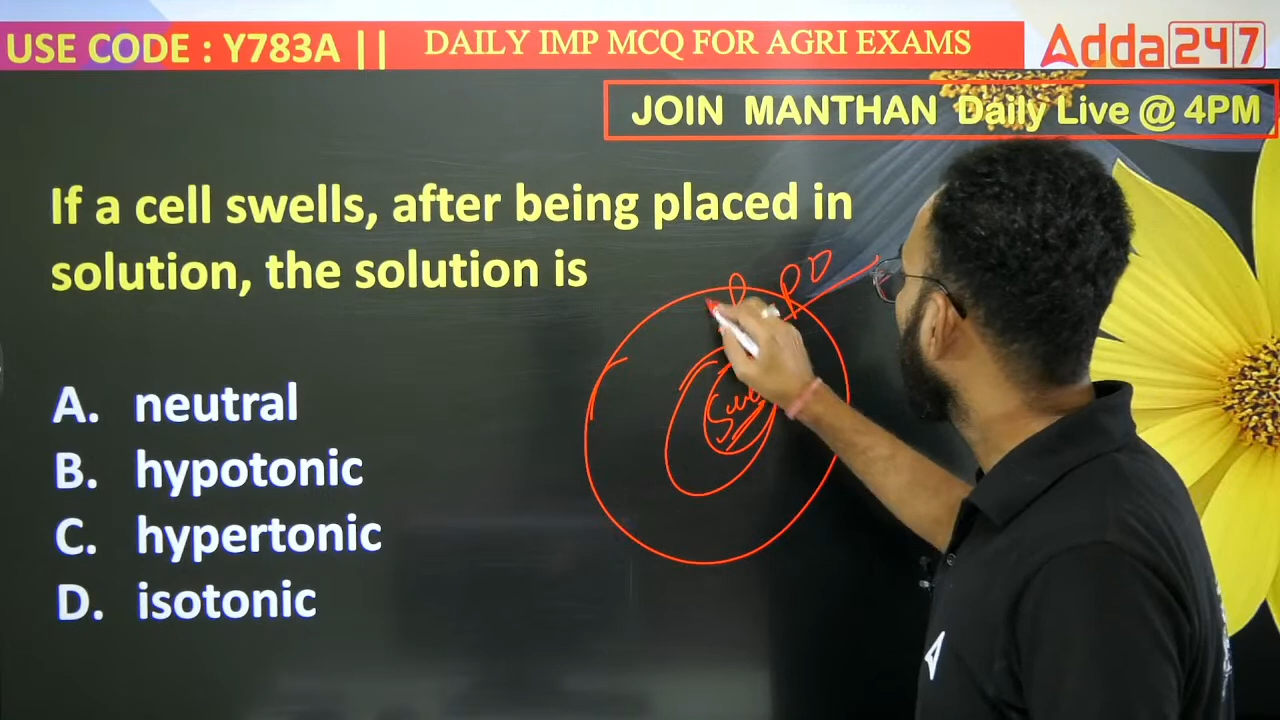 USE CODE : Y783A || DAILY IMP MCQ FOR AGRI EXAMS
Adda247
JOIN MANTHAN Daily Live @ 4PM
If a cell swells, after being placed in
solution, the solution is
A. neutral
B. hypotonic
C. hypertonic
D. isotonic